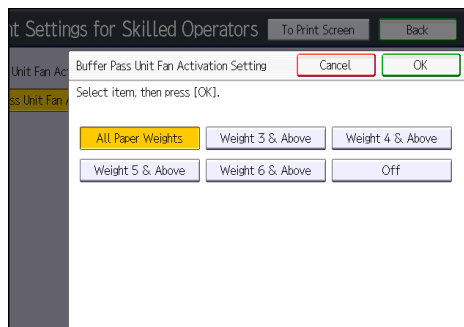 nt Settings for Skilled Operators To Print Screen Back
Unit Fan Ac
Buffer Pass Unit Fan Activation Setting Cancel OK
ss Unit Fan A
Select item, then press [OK].
All Paper Weights Weight 3 & Above Weight 4 & Above
Weight 5 & Above Weight 6 & Above Off